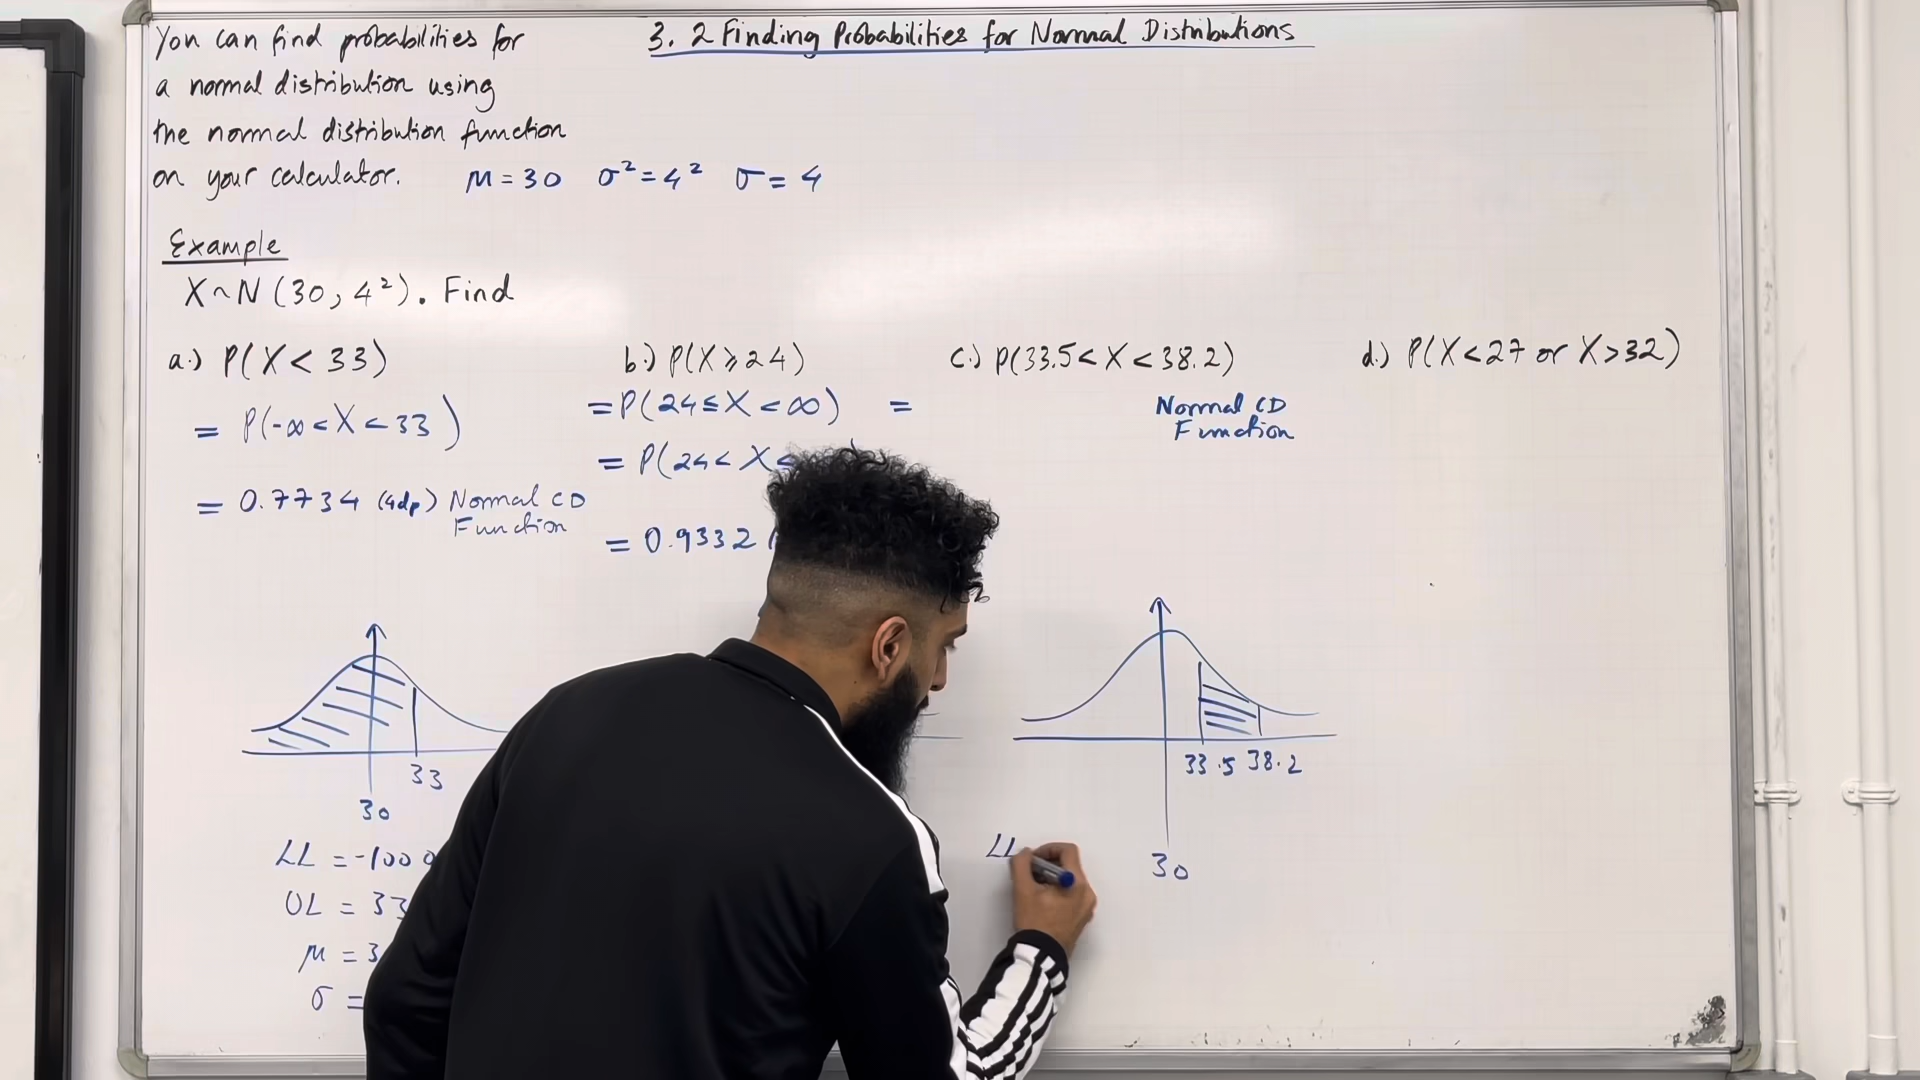 You can find probabilities for
a normal distribution using
the normal distribution function
on your calculator.
μ = 30 σ² = 4² σ = 4
3.2 Finding Probabilities for Normal Distributions
Example
X ~ N (30, 4²). Find
a.) P(X < 33)
= P(-∞ < X < 33)
= 0.7734 (4dp) Normal CD
Function
30
33
LL = -1000
UL = 33
μ = 3
σ =
b.) P(X ⩾ 24)
= P(24 ≤ X < ∞)
= P(24 < X <
= 0.9332 (
c.) P(33.5 < X < 38.2)
=
Normal CD
Function
33.5 38.2
30
LL
d.) P(X < 27 or X > 32)